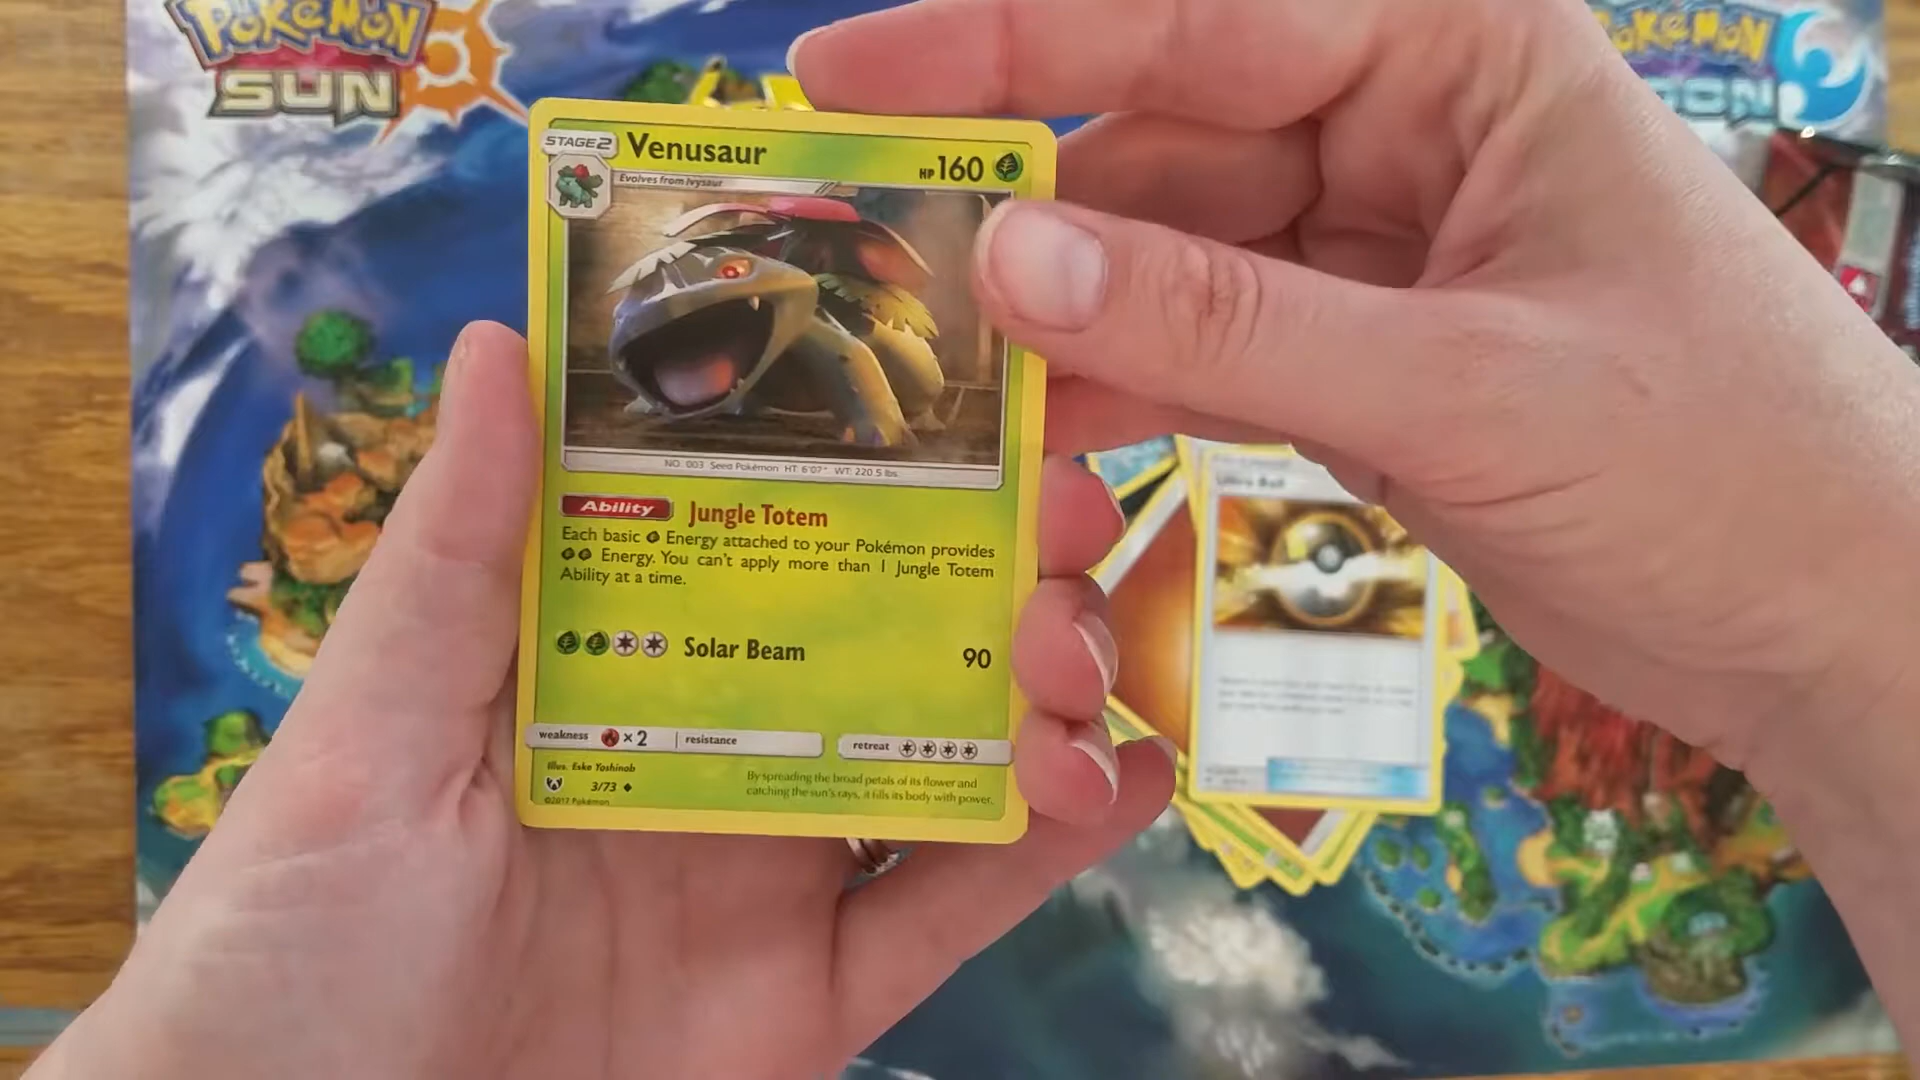 POKéMON
SUN
POKéMON
STAGE 2
Venusaur
HP 160
Evolves from Ivysaur
NO. 003 Seed Pokémon HT: 6'07" WT: 220.5 lbs.
Ability Jungle Totem
Each basic Energy attached to your Pokémon provides
Energy. You can't apply more than 1 Jungle Totem
Ability at a time.
Solar Beam 90
weakness ×2 resistance
retreat
Illus. Eske Yoshinob
3/73
©2017 Pokémon
By spreading the broad petals of its flower and
catching the sun's rays, it fills its body with power.
Ultra Ball